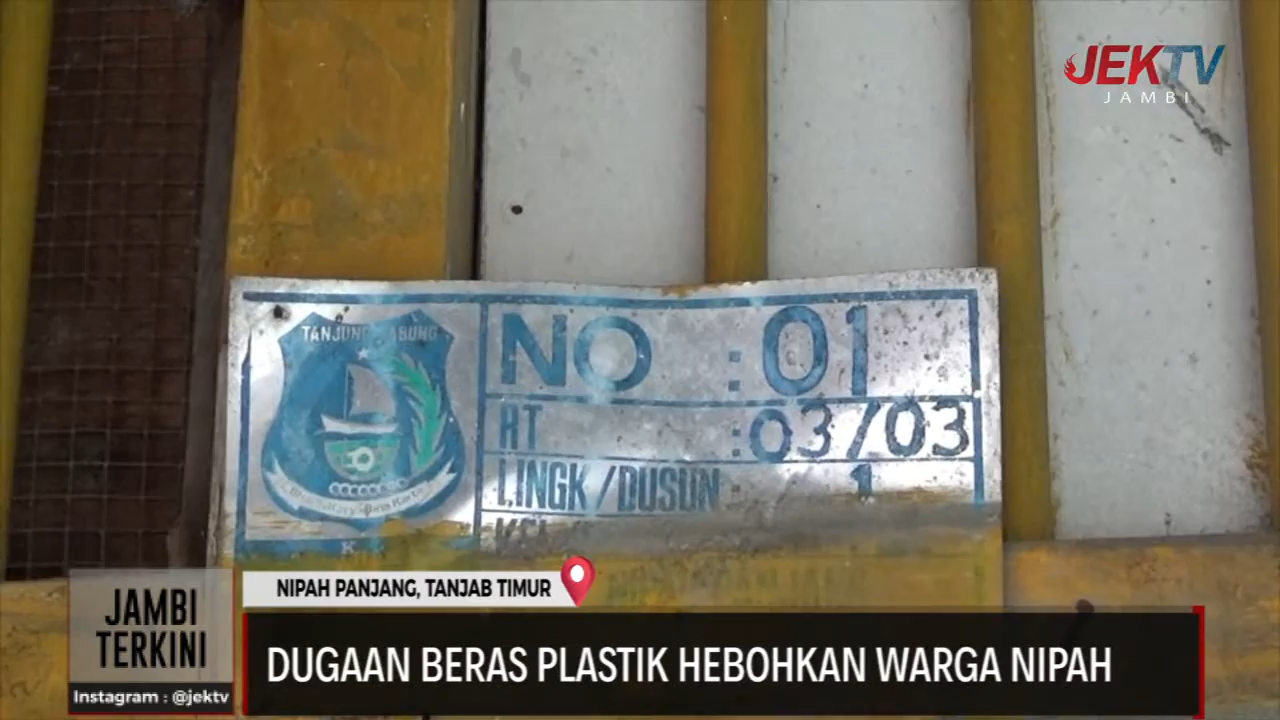 JEKTV
JAMBI
TANJUNG JABUNG
NO : 01
RT : 03/03
LINGK/DUSUN : 1
NIPAH PANJANG, TANJAB TIMUR
JAMBI
TERKINI
DUGAAN BERAS PLASTIK HEBOHKAN WARGA NIPAH
Instagram : @jektv